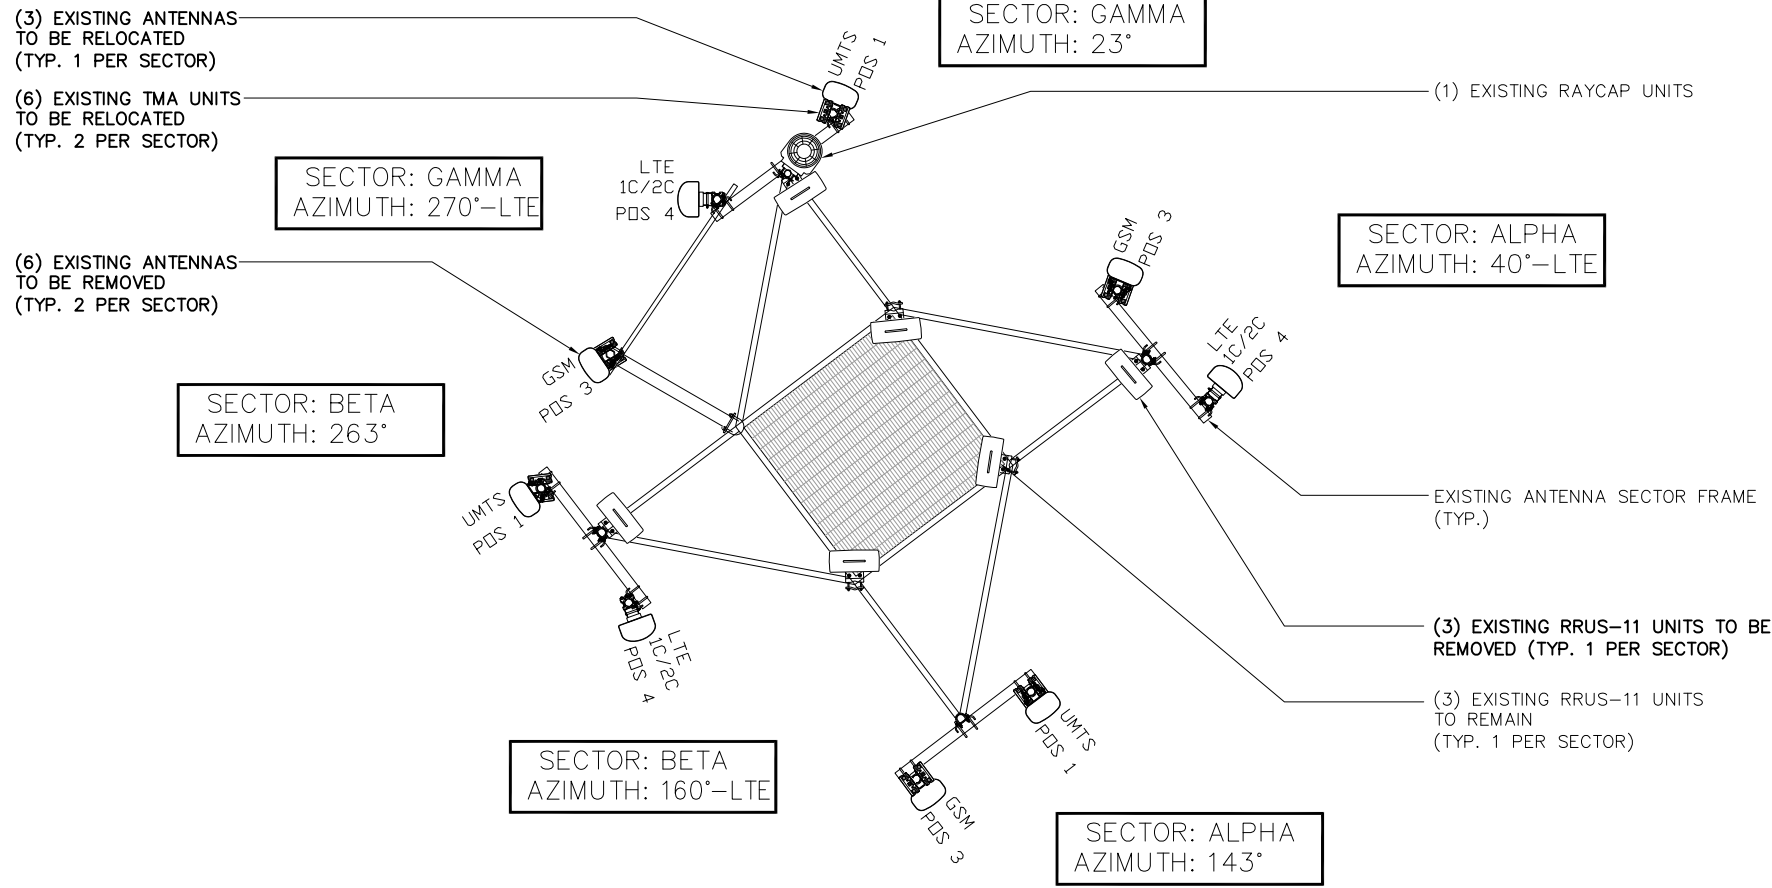 (3) EXISTING ANTENNAS
TO BE RELOCATED
(TYP. 1 PER SECTOR)
(6) EXISTING TMA UNITS
TO BE RELOCATED
(TYP. 2 PER SECTOR)
SECTOR: GAMMA
AZIMUTH: 270°-LTE
(6) EXISTING ANTENNAS
TO BE REMOVED
(TYP. 2 PER SECTOR)
SECTOR: BETA
AZIMUTH: 263°
UMTS
POS 1
LTE
1C/2C
POS 4
GSM
POS 3
UMTS
POS 1
LTE
1C/2C
POS 4
SECTOR: BETA
AZIMUTH: 160°-LTE
SECTOR: GAMMA
AZIMUTH: 23°
(1) EXISTING RAYCAP UNITS
GSM
POS 3
LTE
1C/2C
POS 4
SECTOR: ALPHA
AZIMUTH: 40°-LTE
EXISTING ANTENNA SECTOR FRAME
(TYP.)
(3) EXISTING RRUS-11 UNITS TO BE
REMOVED (TYP. 1 PER SECTOR)
(3) EXISTING RRUS-11 UNITS
TO REMAIN
(TYP. 1 PER SECTOR)
UMTS
POS 1
GSM
POS 3
SECTOR: ALPHA
AZIMUTH: 143°